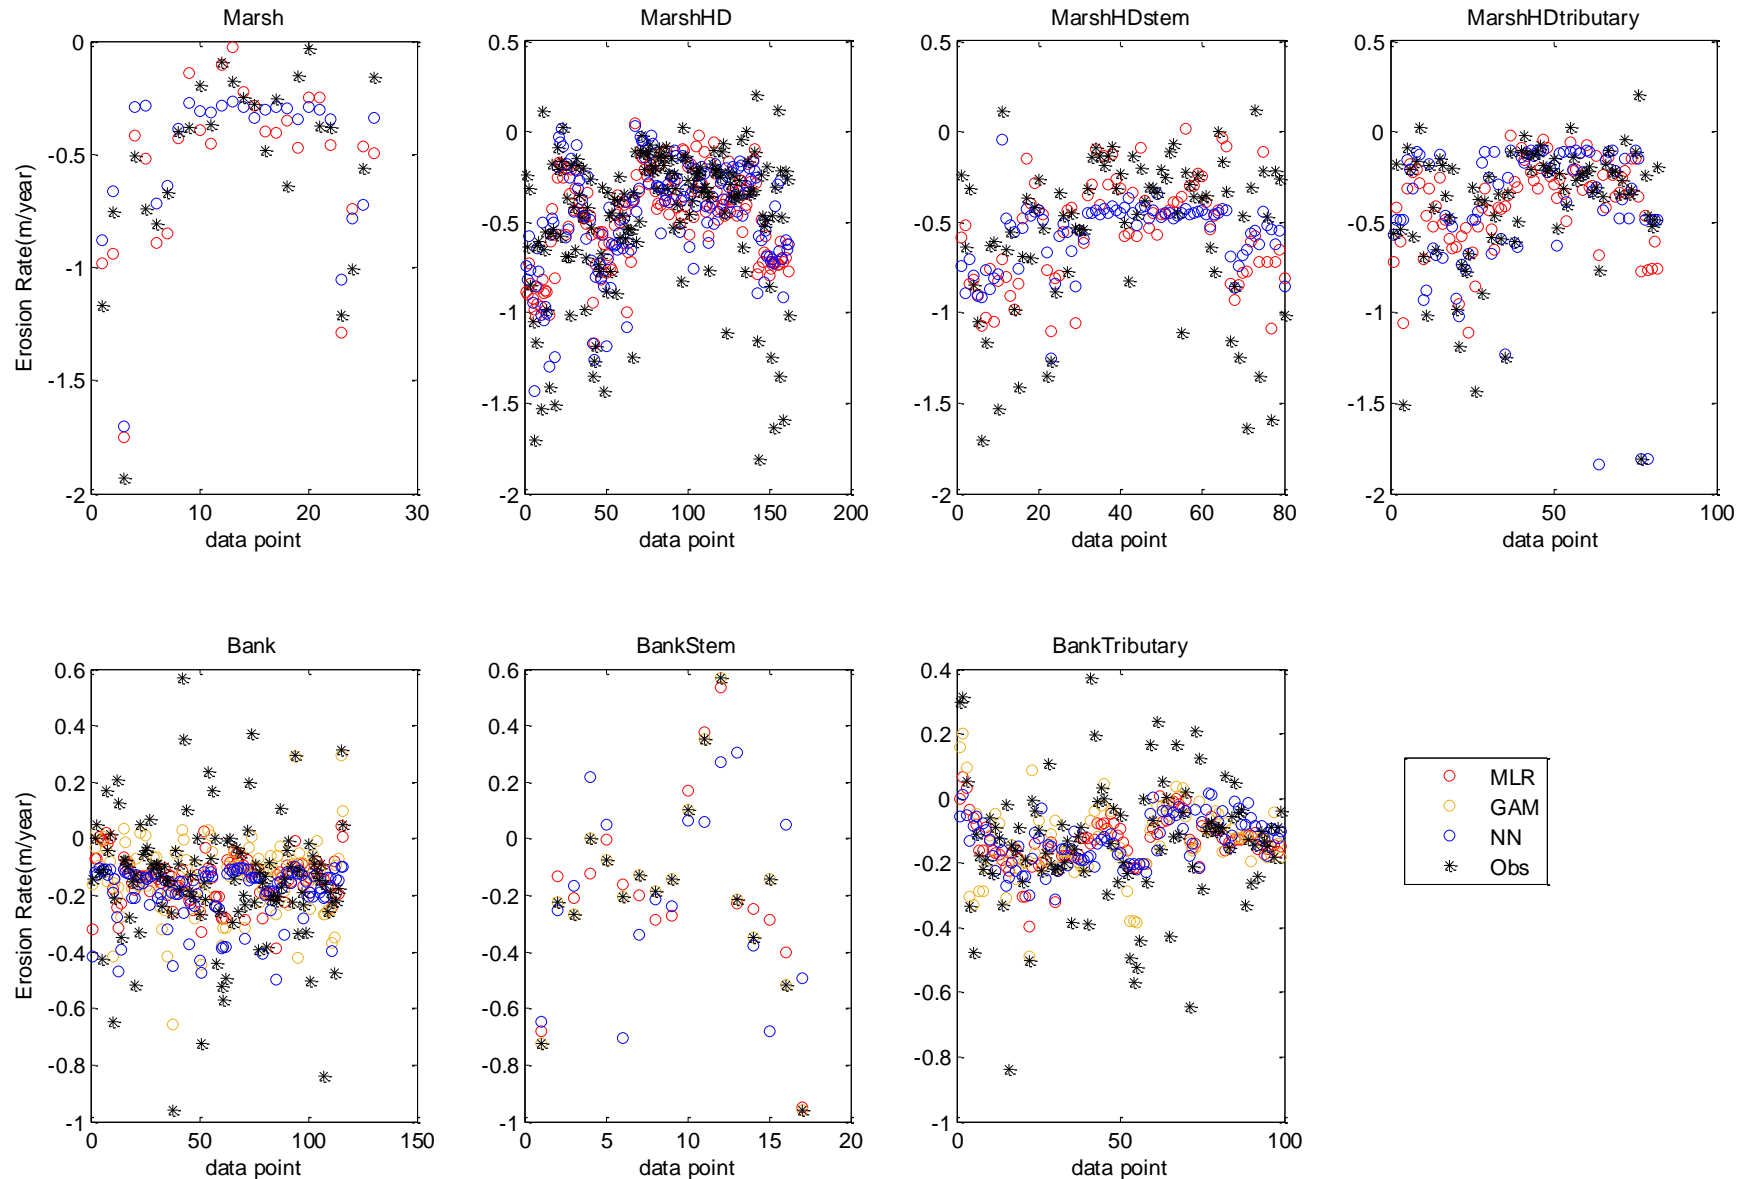 Marsh
MarshHD
MarshHDstem
MarshHDtributary
Erosion Rate(m/year)
0
-0.5
-1
-1.5
-2
0 10 20 30
data point
0.5
0
-0.5
-1
-1.5
-2
0 50 100 150 200
data point
0.5
0
-0.5
-1
-1.5
-2
0 20 40 60 80
data point
0.5
0
-0.5
-1
-1.5
-2
0 50 100
data point
Bank
BankStem
BankTributary
Erosion Rate(m/year)
0.6
0.4
0.2
0
-0.2
-0.4
-0.6
-0.8
-1
0 50 100 150
data point
0.6
0.4
0.2
0
-0.2
-0.4
-0.6
-0.8
-1
0 5 10 15 20
data point
0.4
0.2
0
-0.2
-0.4
-0.6
-0.8
-1
0 50 100
data point
MLR
GAM
NN
Obs